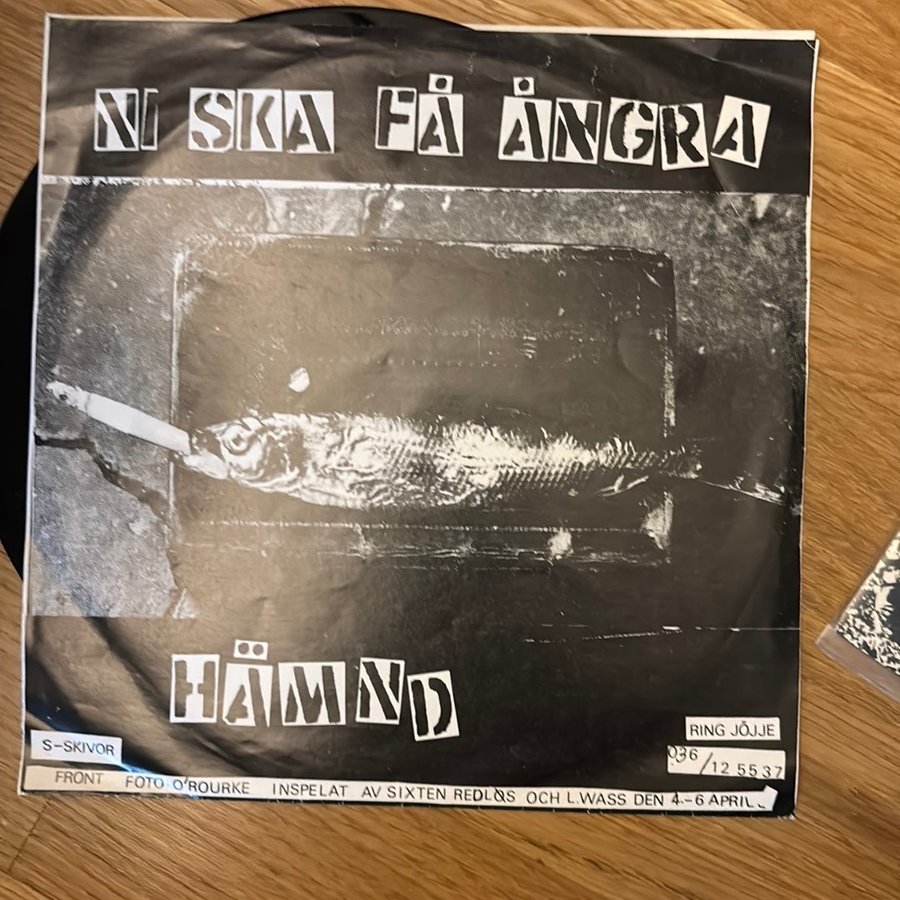 NI SKA FÅ ÅNGRA
HÄMND
RING JÖJJE
036/12 55 37
S-SKIVOR
FRONT FOTO O'ROURKE INSPELAT AV SIXTEN REDLÖS OCH L.WASS DEN 4-6 APRIL